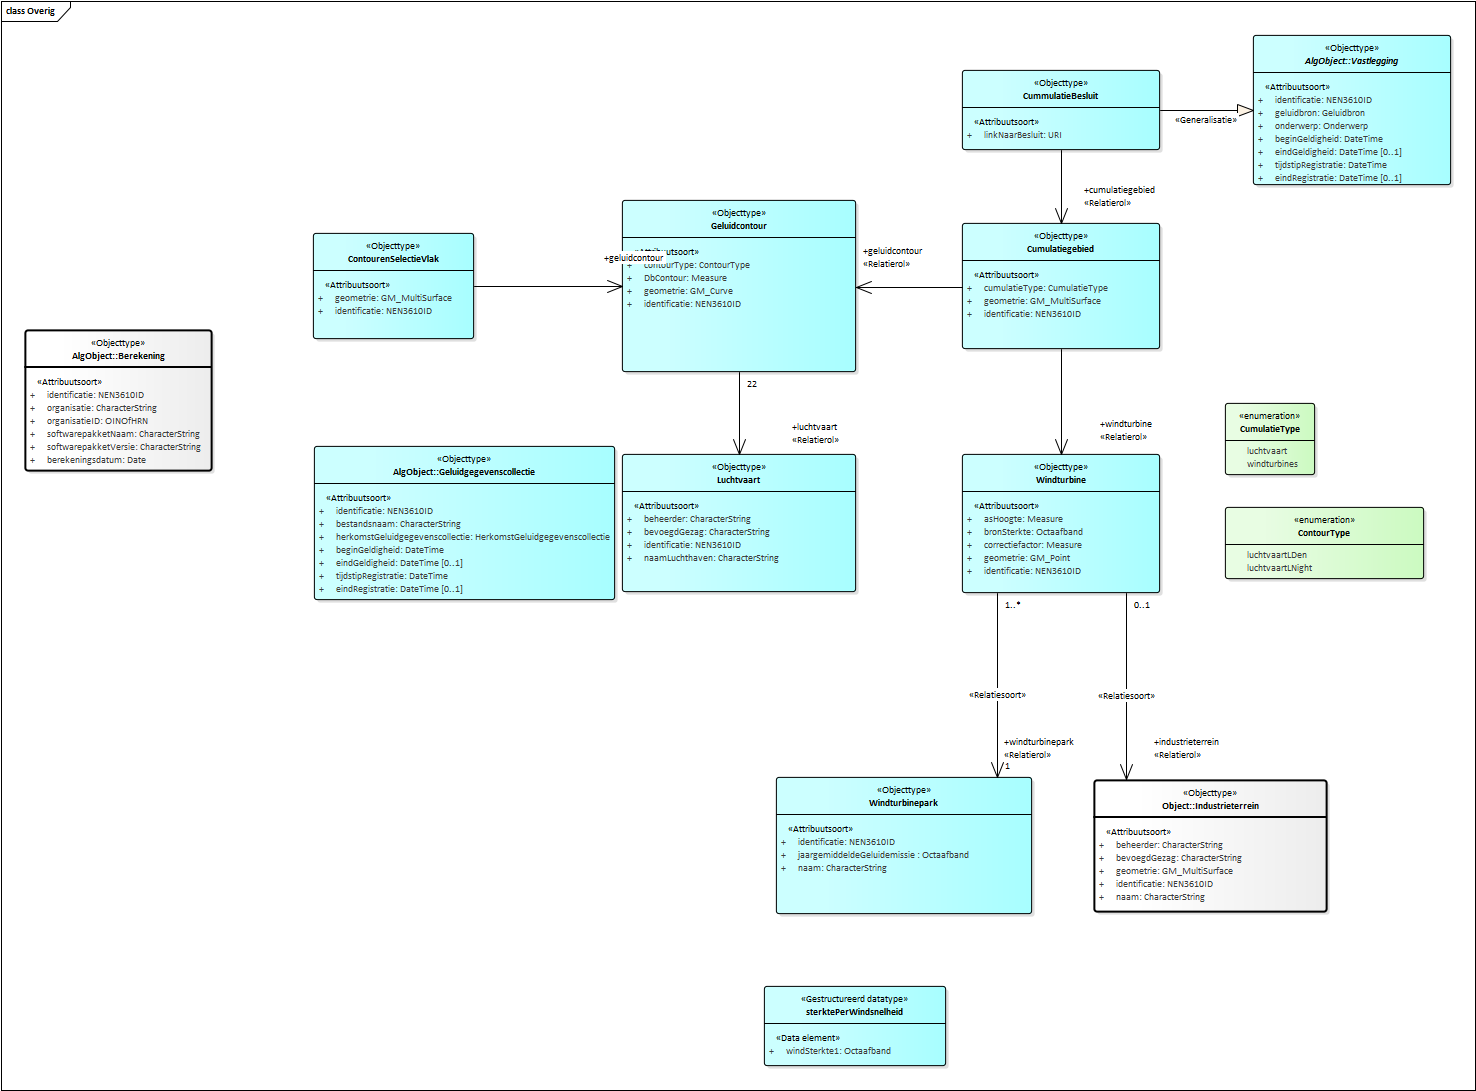 class Overig
«Objecttype»
AlgObject::Vastlegging
«Attribuutsoort»
+ identificatie: NEN3610ID
+ geluidbron: Geluidbron
+ onderwerp: Onderwerp
+ beginGeldigheid: DateTime
+ eindGeldigheid: DateTime [0..1]
+ tijdstipRegistratie: DateTime
+ eindRegistratie: DateTime [0..1]
«Objecttype»
CummulatieBesluit
«Attribuutsoort»
+ linkNaarBesluit: URI
«Generalisatie»
+cumulatiegebied
«Relatierol»
«Objecttype»
Geluidcontour
«Attribuutsoort»
+ contourType: ContourType
+ DbContour: Measure
+ geometrie: GM_Curve
+ identificatie: NEN3610ID
+geluidcontour
+geluidcontour
«Relatierol»
«Objecttype»
Cumulatiegebied
«Attribuutsoort»
+ cumulatieType: CumulatieType
+ geometrie: GM_MultiSurface
+ identificatie: NEN3610ID
«Objecttype»
ContourenSelectieVlak
«Attribuutsoort»
+ geometrie: GM_MultiSurface
+ identificatie: NEN3610ID
«Objecttype»
AlgObject::Berekening
«Attribuutsoort»
+ identificatie: NEN3610ID
+ organisatie: CharacterString
+ organisatieID: OINOfHRN
+ softwarepakketNaam: CharacterString
+ softwarepakketVersie: CharacterString
+ berekeningsdatum: Date
22
+luchtvaart
«Relatierol»
+windturbine
«Relatierol»
«enumeration»
CumulatieType
luchtvaart
windturbines
«Objecttype»
AlgObject::Geluidgegevenscollectie
«Attribuutsoort»
+ identificatie: NEN3610ID
+ bestandsnaam: CharacterString
+ herkomstGeluidgegevenscollectie: HerkomstGeluidgegevenscollectie
+ beginGeldigheid: DateTime
+ eindGeldigheid: DateTime [0..1]
+ tijdstipRegistratie: DateTime
+ eindRegistratie: DateTime [0..1]
«Objecttype»
Luchtvaart
«Attribuutsoort»
+ beheerder: CharacterString
+ bevoegdGezag: CharacterString
+ identificatie: NEN3610ID
+ naamLuchthaven: CharacterString
«Objecttype»
Windturbine
«Attribuutsoort»
+ asHoogte: Measure
+ bronSterkte: Octaafband
+ correctiefactor: Measure
+ geometrie: GM_Point
+ identificatie: NEN3610ID
«enumeration»
ContourType
luchtvaartLDen
luchtvaartLNight
1..*
0..1
«Relatiesoort»
«Relatiesoort»
+windturbinepark
«Relatierol»
1
+industrieterrein
«Relatierol»
«Objecttype»
Windturbinepark
«Attribuutsoort»
+ identificatie: NEN3610ID
+ jaargemiddeldeGeluidemissie : Octaafband
+ naam: CharacterString
«Objecttype»
Object::Industrieterrein
«Attribuutsoort»
+ beheerder: CharacterString
+ bevoegdGezag: CharacterString
+ geometrie: GM_MultiSurface
+ identificatie: NEN3610ID
+ naam: CharacterString
«Gestructureerd datatype»
sterktePerWindsnelheid
«Data element»
+ windSterkte1: Octaafband